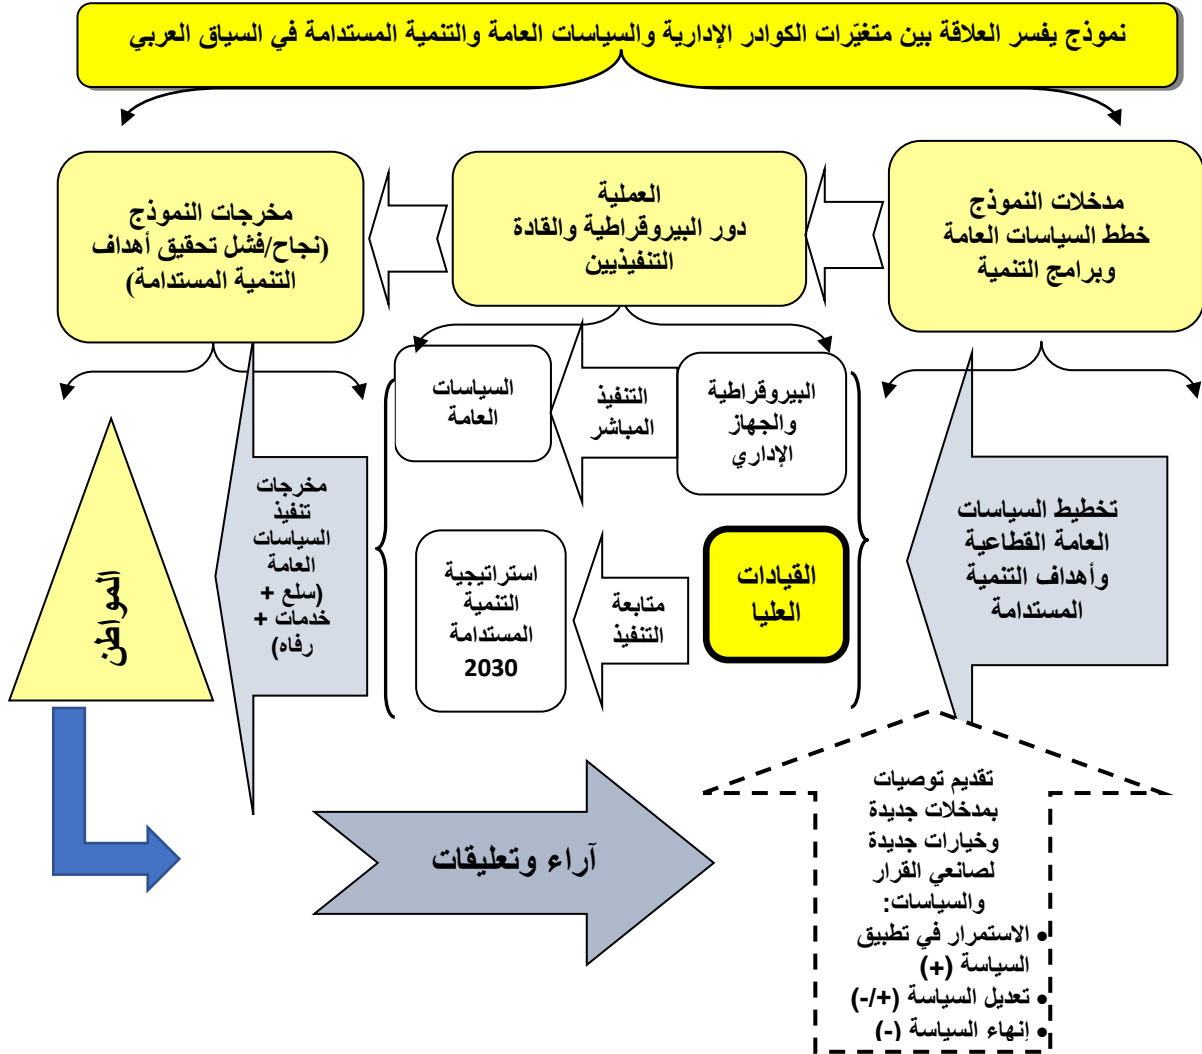 نموذج يفسر العلاقة بين متغيّرات الكوادر الإدارية والسياسات العامة والتنمية المستدامة في السياق العربي
مدخلات النموذج
خطط السياسات العامة
وبرامج التنمية
العملية
دور البيروقراطية والقادة
التنفيذيين
مخرجات النموذج
(نجاح/فشل تحقيق أهداف
التنمية المستدامة)
تخطيط السياسات
العامة القطاعية
وأهداف التنمية
المستدامة
البيروقراطية
والجهاز
الإداري
التنفيذ
المباشر
السياسات
العامة
القيادات
العليا
متابعة
التنفيذ
استراتيجية
التنمية
المستدامة
2030
مخرجات
تنفيذ
السياسات
العامة
(سلع +
خدمات +
رفاه)
المواطن
آراء وتعليقات
تقديم توصيات
بمدخلات جديدة
وخيارات جديدة
لصانعي القرار
والسياسات:
• الاستمرار في تطبيق
السياسة (+)
• تعديل السياسة (+/-)
• إنهاء السياسة (-)